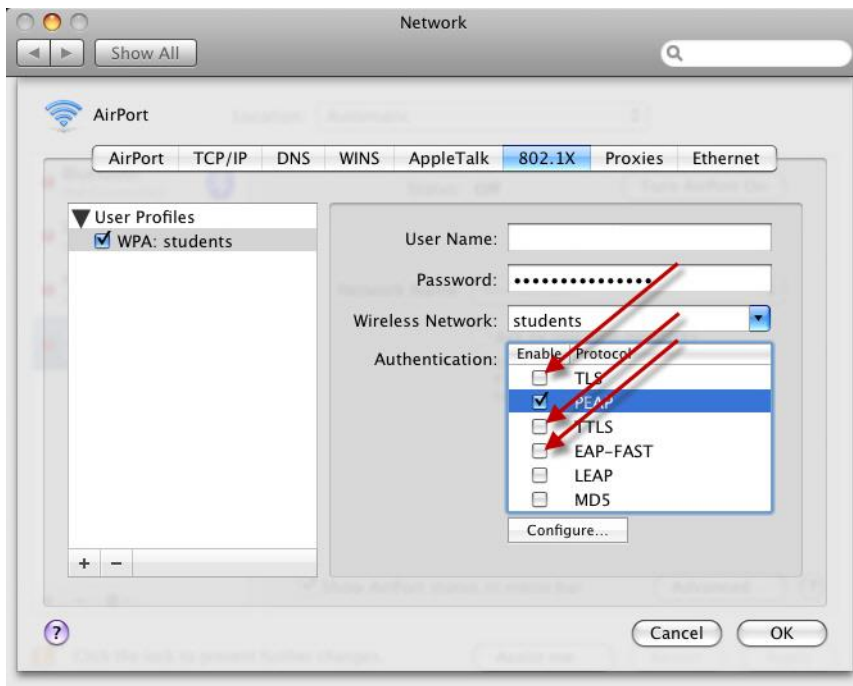 Network
Show All
AirPort
AirPort TCP/IP DNS WINS AppleTalk 802.1X Proxies Ethernet
User Profiles
WPA: students
User Name:
Password: •••••••••••••••
Wireless Network: students
Authentication:
Enable Protocol
TLS
PEAP
TTLS
EAP-FAST
LEAP
MD5
Configure...
+ −
?
Cancel OK